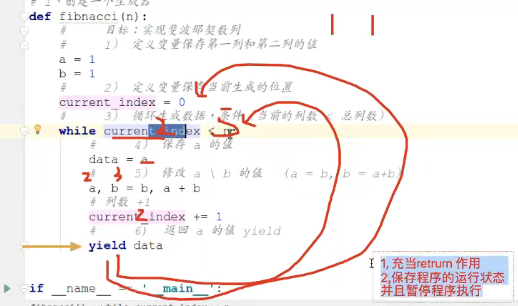 # 1、创建一个生成器
def fibnacci(n):
# 目标：实现斐波那契数列
# 1) 定义变量保存第一列和第二列的值
a = 1
b = 1
# 2) 定义变量保存当前生成的位置
current_index = 0
# 3) 循环生成数据，条件（当前的列数 < 总列数）
while current_index < n:
# 4) 保存 a 的值
data = a
2 3 # 5) 修改 a \ b 的值 (a = b, b = a+b)
a, b = b, a + b
# 列数 +1
current_index += 1
# 6) 返回 a 的值 yield
yield data
1, 充当retrurn 作用
2,保存程序的运行状态
并且暂停程序执行
if __name__ == '__main__':